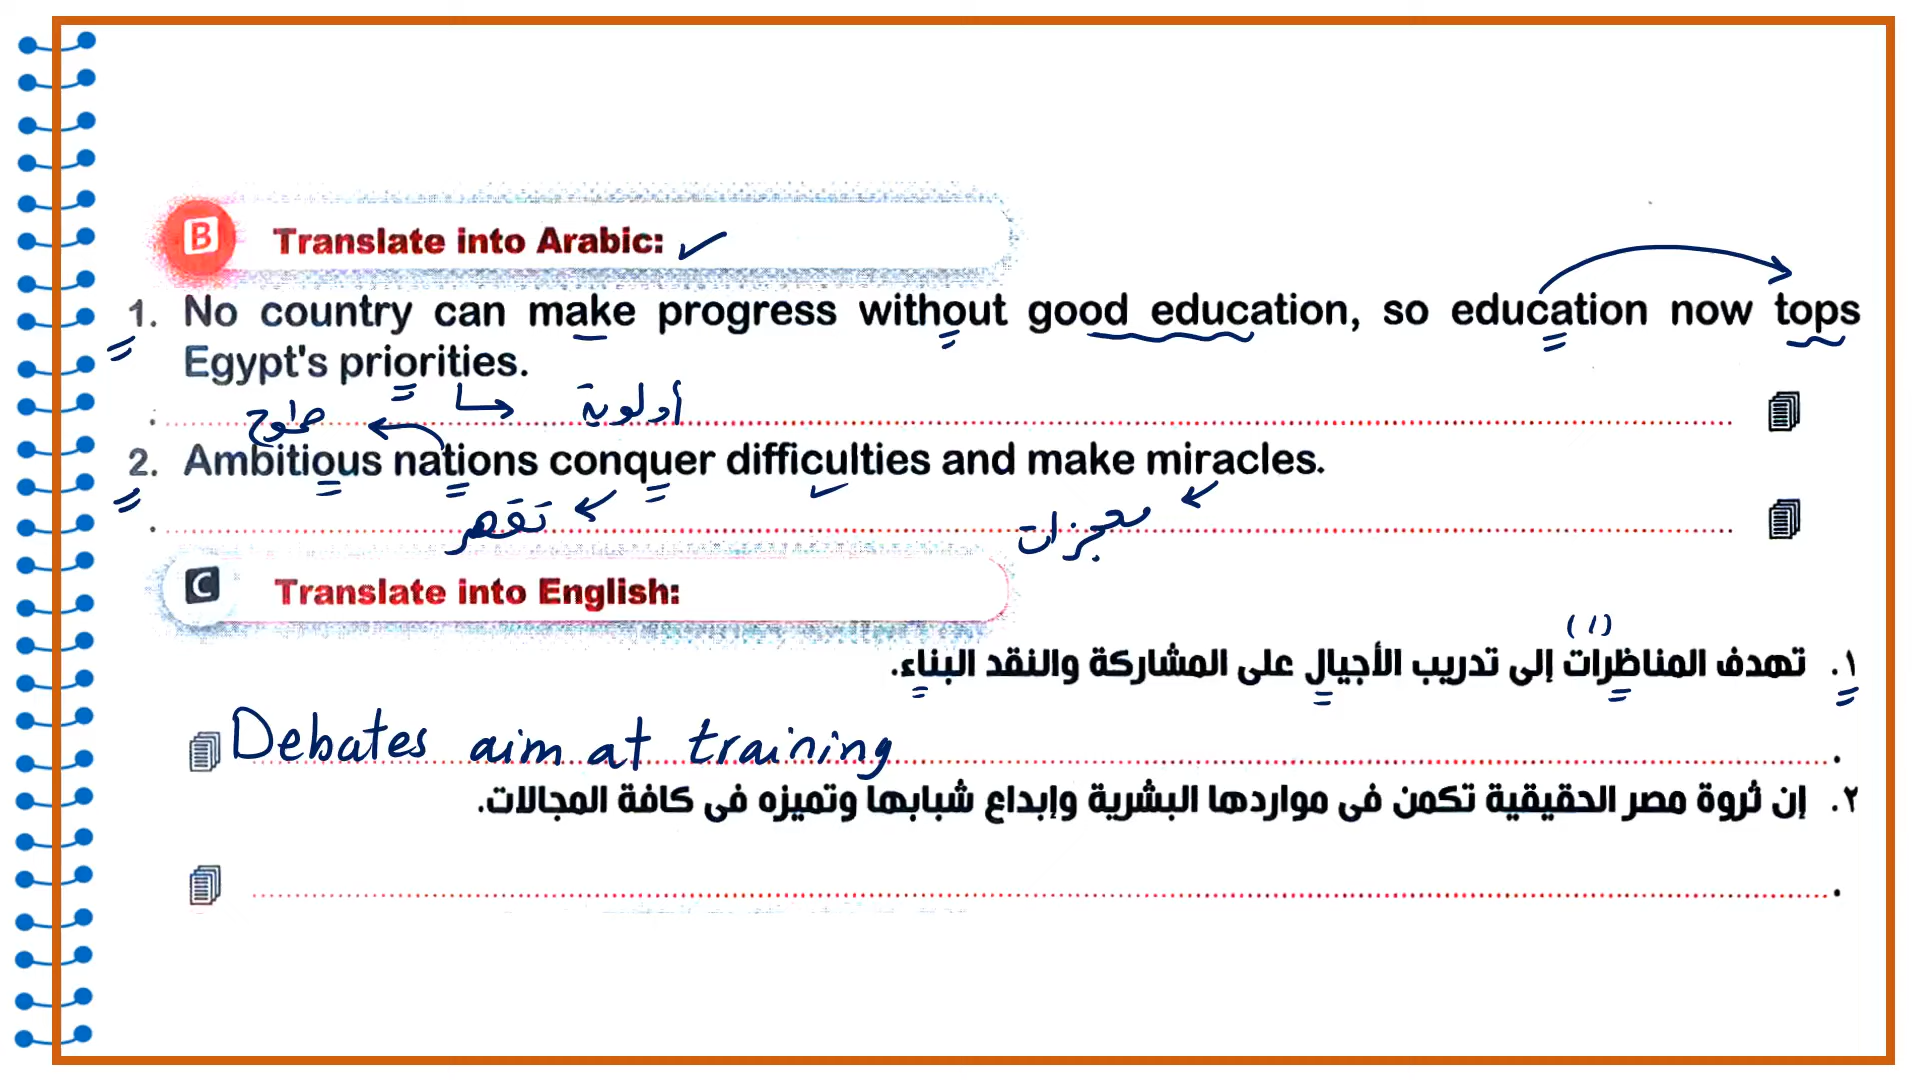 B Translate into Arabic:
1. No country can make progress without good education, so education now tops
Egypt's priorities.
طموح أولوية
2. Ambitious nations conquer difficulties and make miracles.
تقهر معجزات
C Translate into English:
(١)
١. تهدف المناظرات إلى تدريب الأجيال على المشاركة والنقد البناء.
Debates aim at training
٢. إن ثروة مصر الحقيقية تكمن فى مواردها البشرية وإبداع شبابها وتميزه فى كافة المجالات.